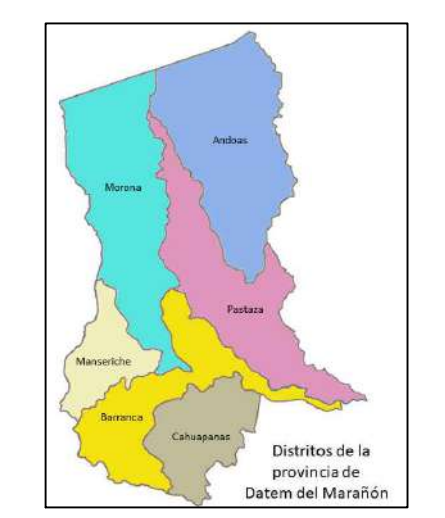 Andoas
Morona
Pastaza
Manseriche
Barranca
Cahuapanas
Distritos de la
provincia de
Datem del Marañón